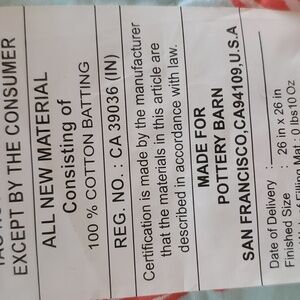 EXCEPT BY THE CONSUMER
ALL NEW MATERIAL
Consisting of
100 % COTTON BATTING
REG. NO. : CA 39036 (IN)
Certification is made by the manufacturer
that the materials in this article are
described in accordance with law.
MADE FOR
POTTERY BARN
SAN FRANCISCO,CA94109,U.S.A
Date of Delivery :
Finished Size : 26 in x 26 in